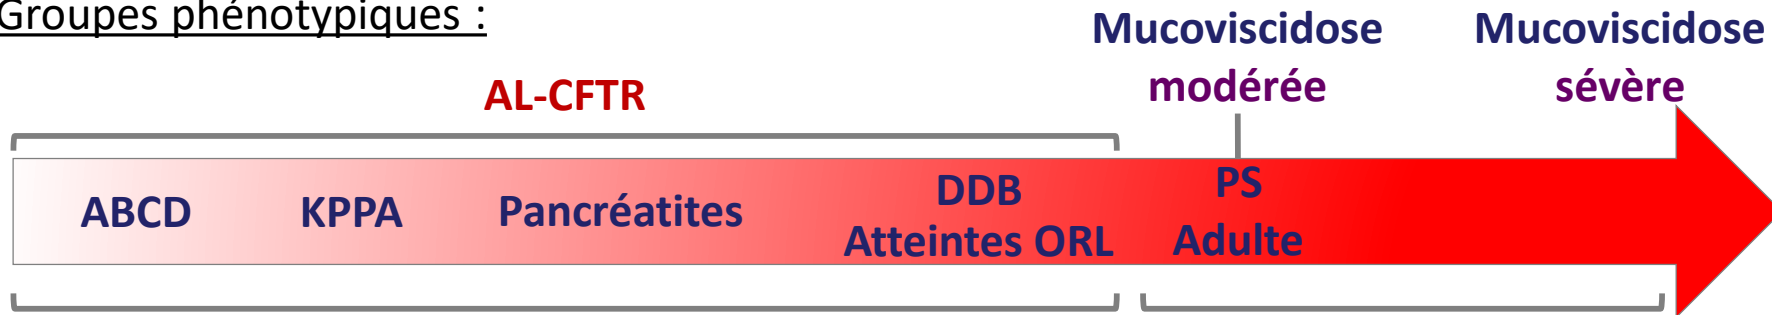 Groupes phénotypiques :
Mucoviscidose
modérée
Mucoviscidose
sévère
AL-CFTR
ABCD
KPPA
Pancréatites
DDB
Atteintes ORL
PS
Adulte